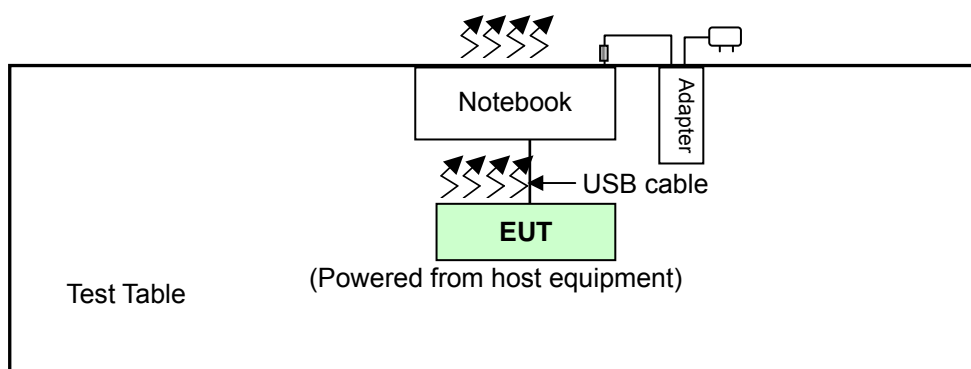 Notebook
Adapter
USB cable
EUT
(Powered from host equipment)
Test Table